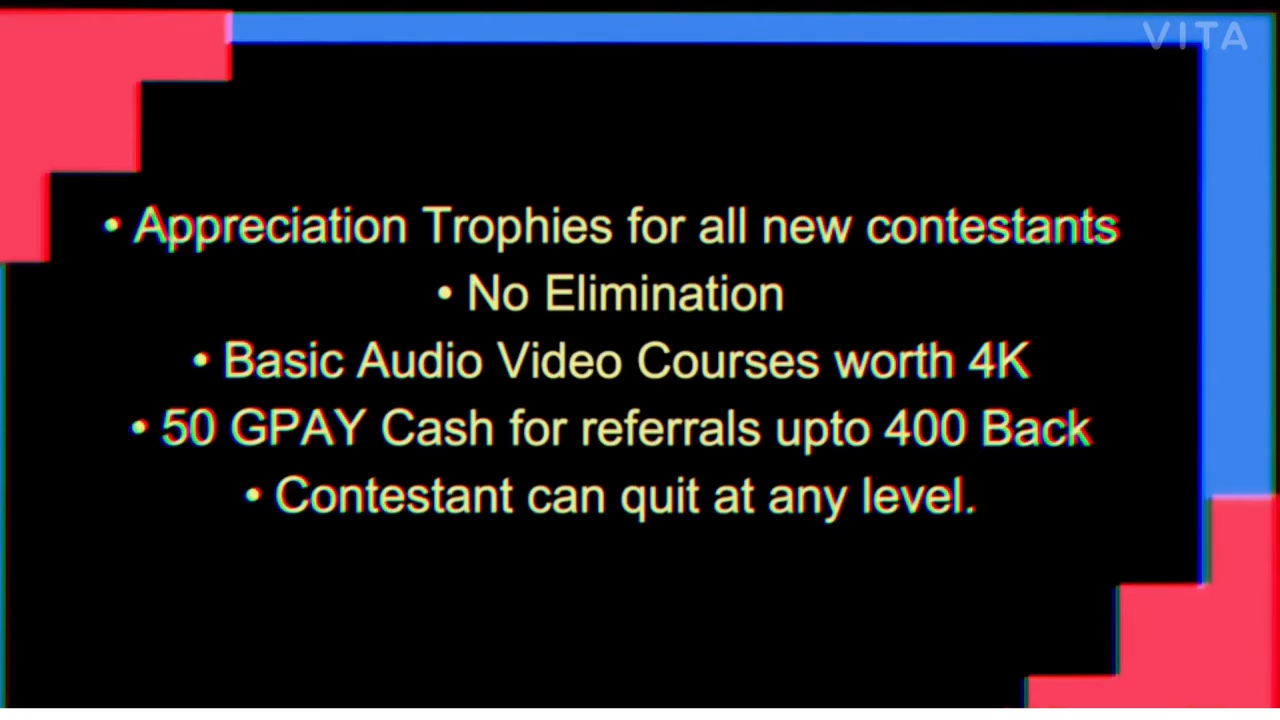 VITA
• Appreciation Trophies for all new contestants
• No Elimination
• Basic Audio Video Courses worth 4K
• 50 GPAY Cash for referrals upto 400 Back
• Contestant can quit at any level.